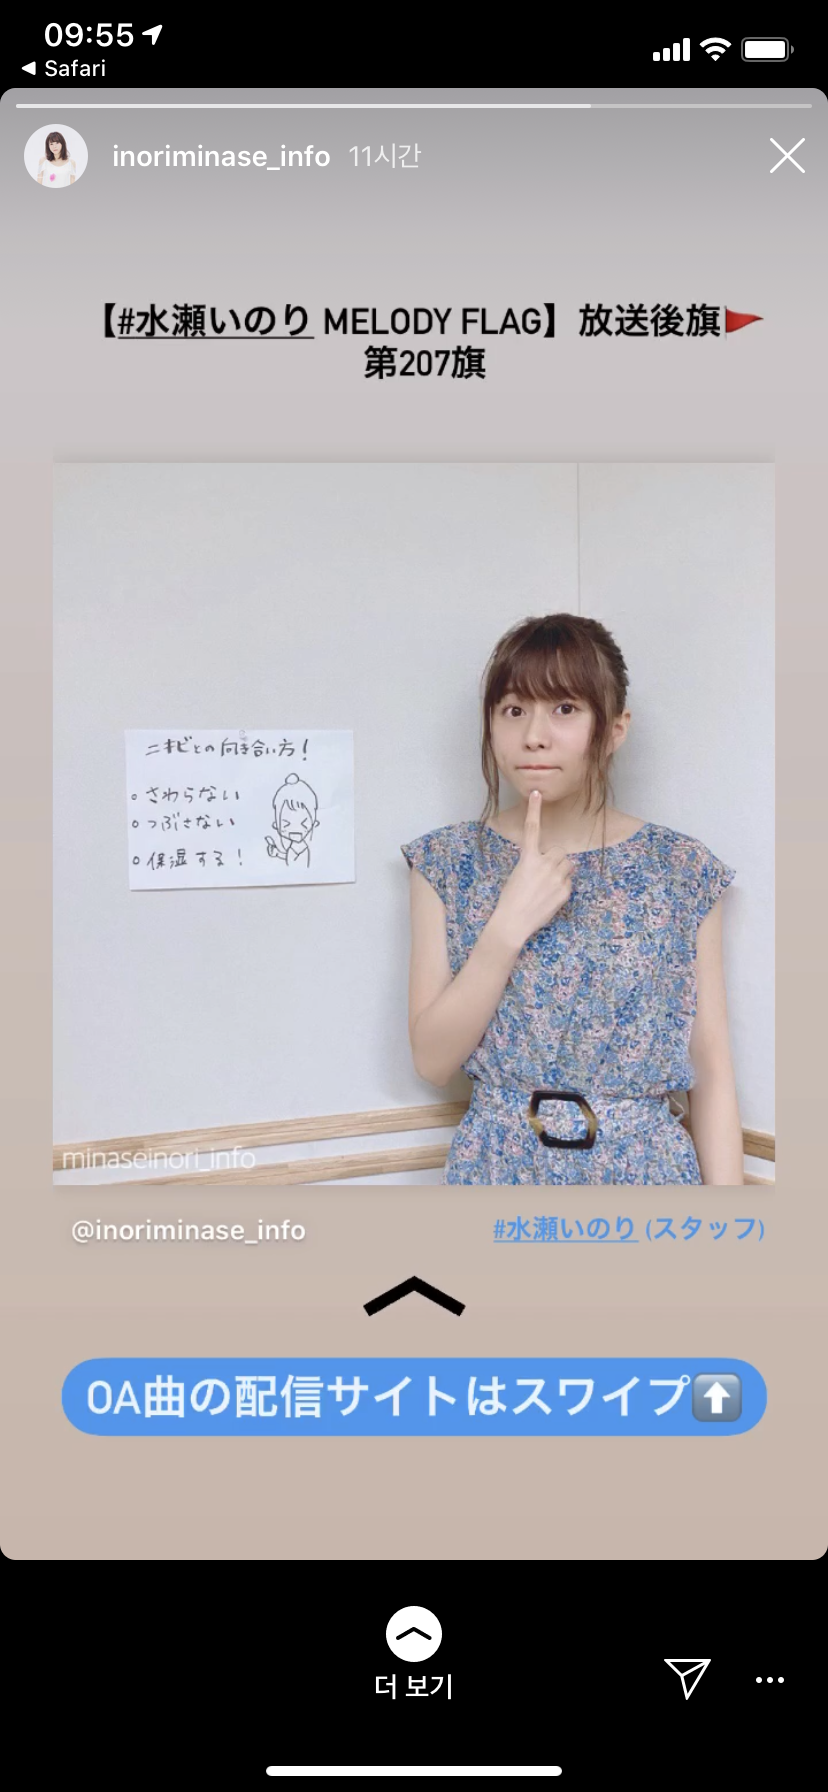 09:55
◀ Safari
inoriminase_info 11시간
【#水瀬いのり MELODY FLAG】放送後旗🚩
第207旗
ニキビとの向き合い方！
。さわらない
。つぶさない
。保湿する！
minaseinori_info
@inoriminase_info #水瀬いのり (スタッフ)
OA曲の配信サイトはスワイプ⬆️
더 보기